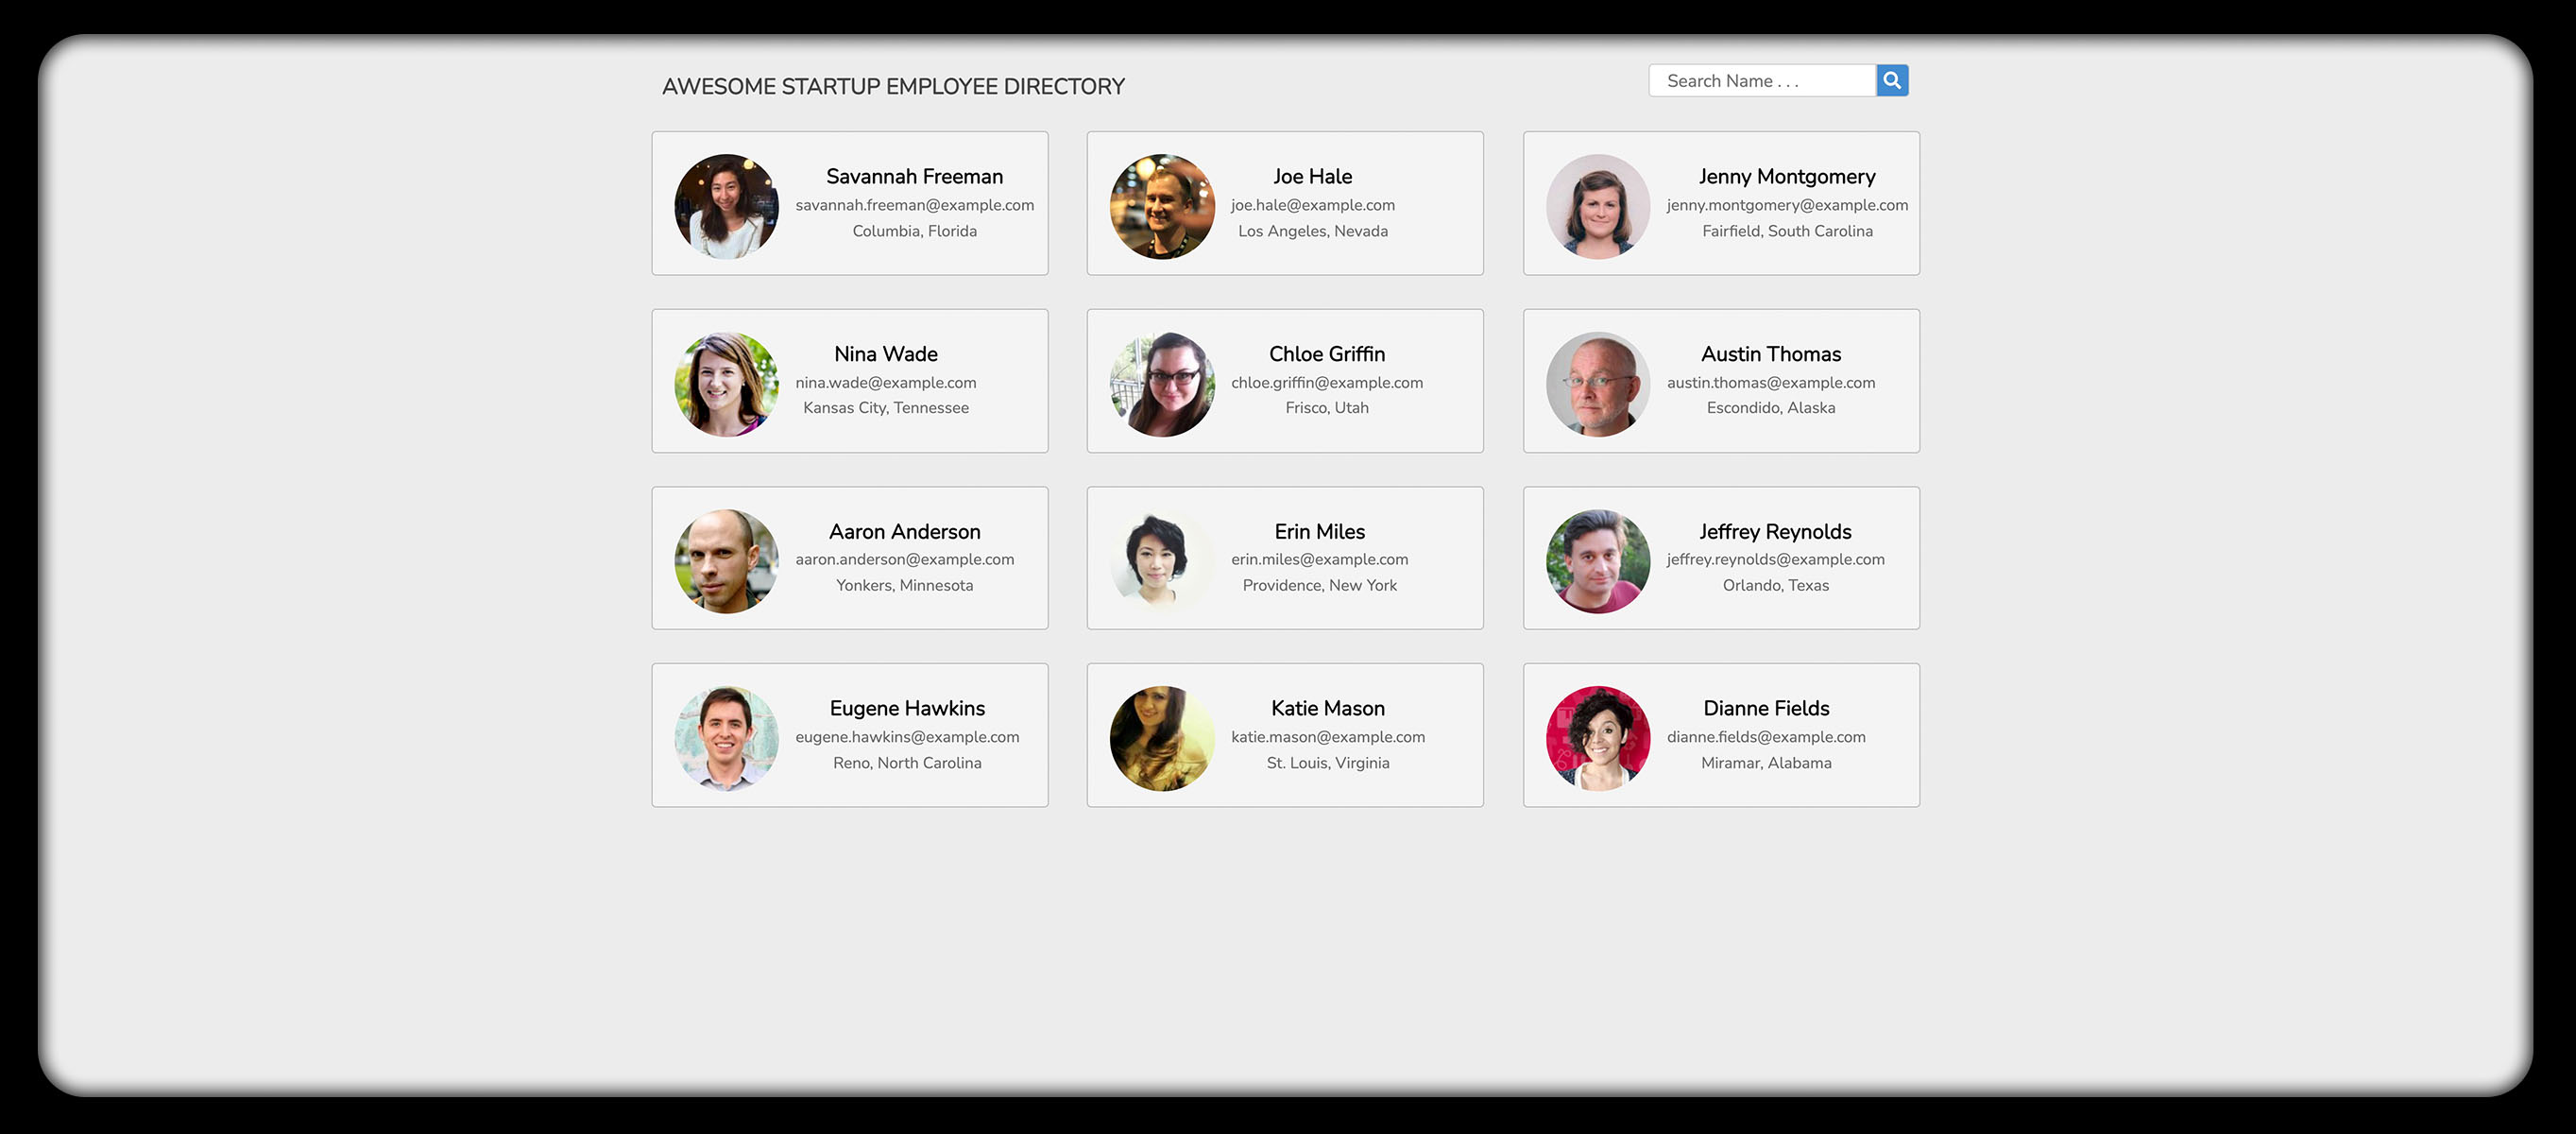 AWESOME STARTUP EMPLOYEE DIRECTORY
Search Name . . .
Savannah Freeman
savannah.freeman@example.com
Columbia, Florida
Joe Hale
joe.hale@example.com
Los Angeles, Nevada
Jenny Montgomery
jenny.montgomery@example.com
Fairfield, South Carolina
Nina Wade
nina.wade@example.com
Kansas City, Tennessee
Chloe Griffin
chloe.griffin@example.com
Frisco, Utah
Austin Thomas
austin.thomas@example.com
Escondido, Alaska
Aaron Anderson
aaron.anderson@example.com
Yonkers, Minnesota
Erin Miles
erin.miles@example.com
Providence, New York
Jeffrey Reynolds
jeffrey.reynolds@example.com
Orlando, Texas
Eugene Hawkins
eugene.hawkins@example.com
Reno, North Carolina
Katie Mason
katie.mason@example.com
St. Louis, Virginia
Dianne Fields
dianne.fields@example.com
Miramar, Alabama